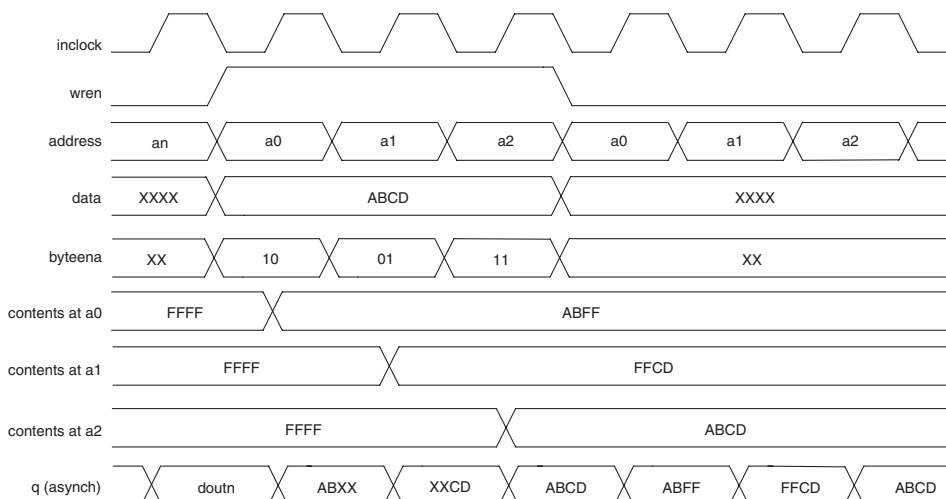 inclock
wren
address an a0 a1 a2 a0 a1 a2
data XXXX ABCD XXXX
byteena XX 10 01 11 XX
contents at a0 FFFF ABFF
contents at a1 FFFF FFCD
contents at a2 FFFF ABCD
q (asynch) doutn ABXX XXCD ABCD ABFF FFCD ABCD